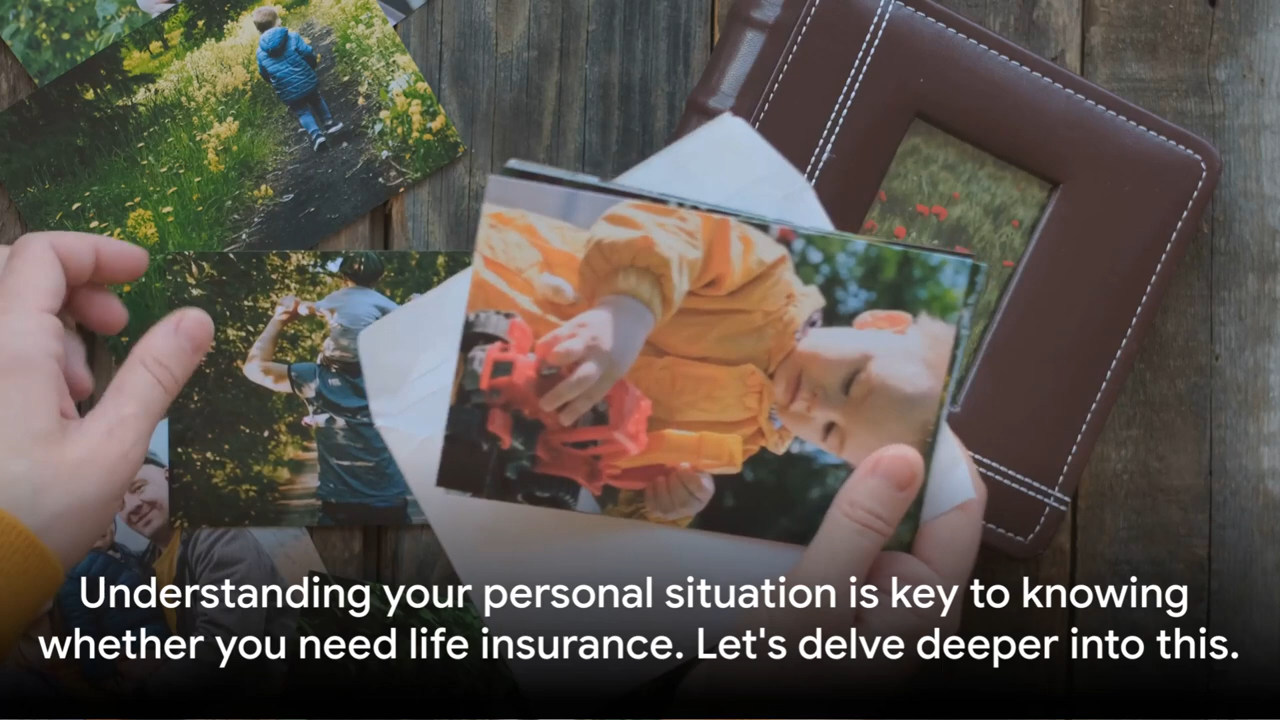 Understanding your personal situation is key to knowing
whether you need life insurance. Let's delve deeper into this.